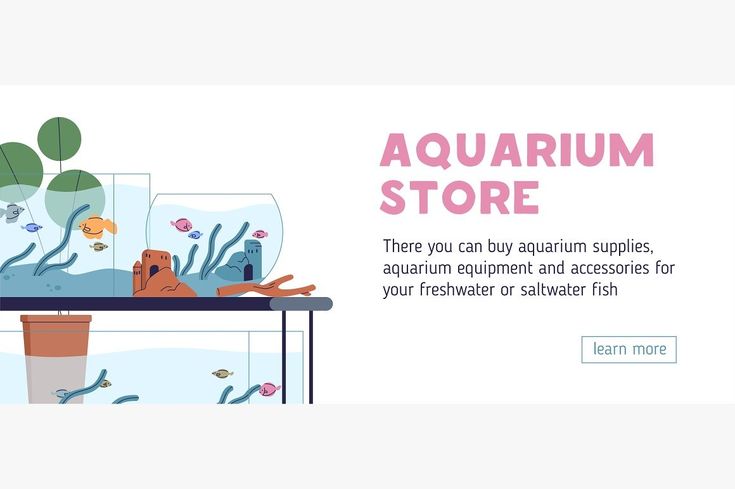 AQUARIUM
STORE
There you can buy aquarium supplies,
aquarium equipment and accessories for
your freshwater or saltwater fish
learn more